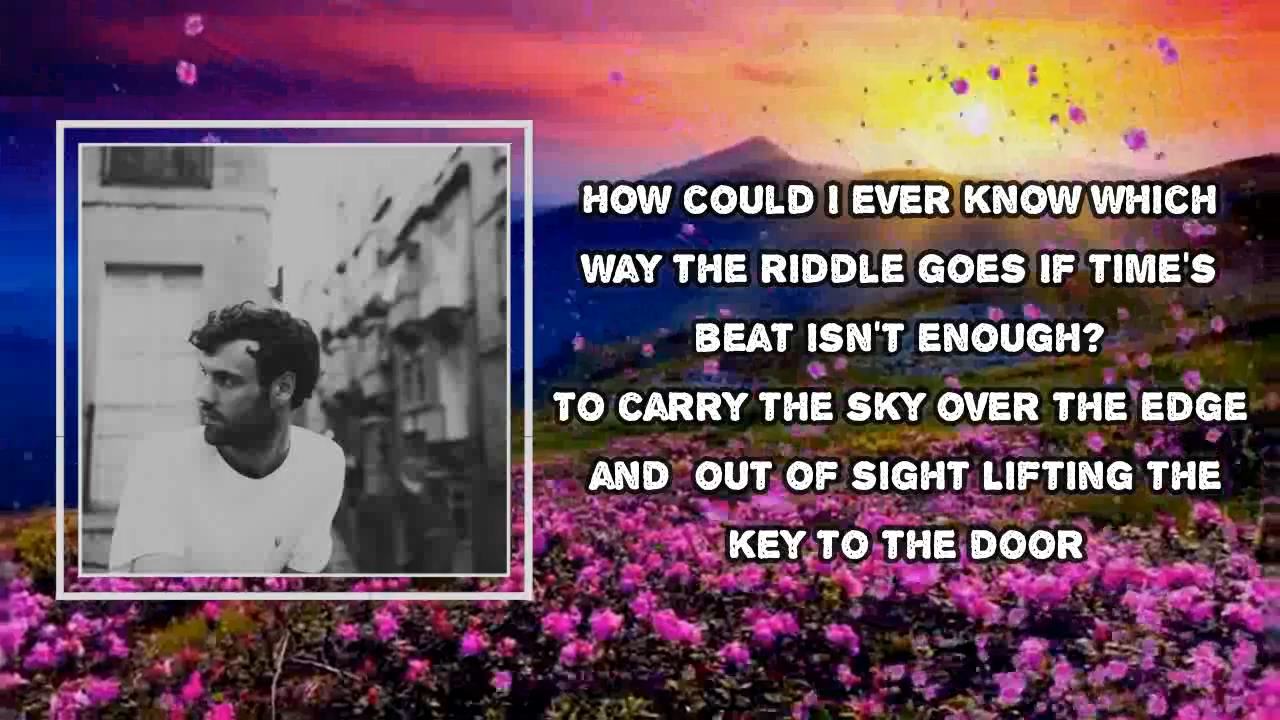 HOW COULD I EVER KNOW WHICH
WAY THE RIDDLE GOES IF TIME'S
BEAT ISN'T ENOUGH?
TO CARRY THE SKY OVER THE EDGE
AND  OUT OF SIGHT LIFTING THE
KEY TO THE DOOR